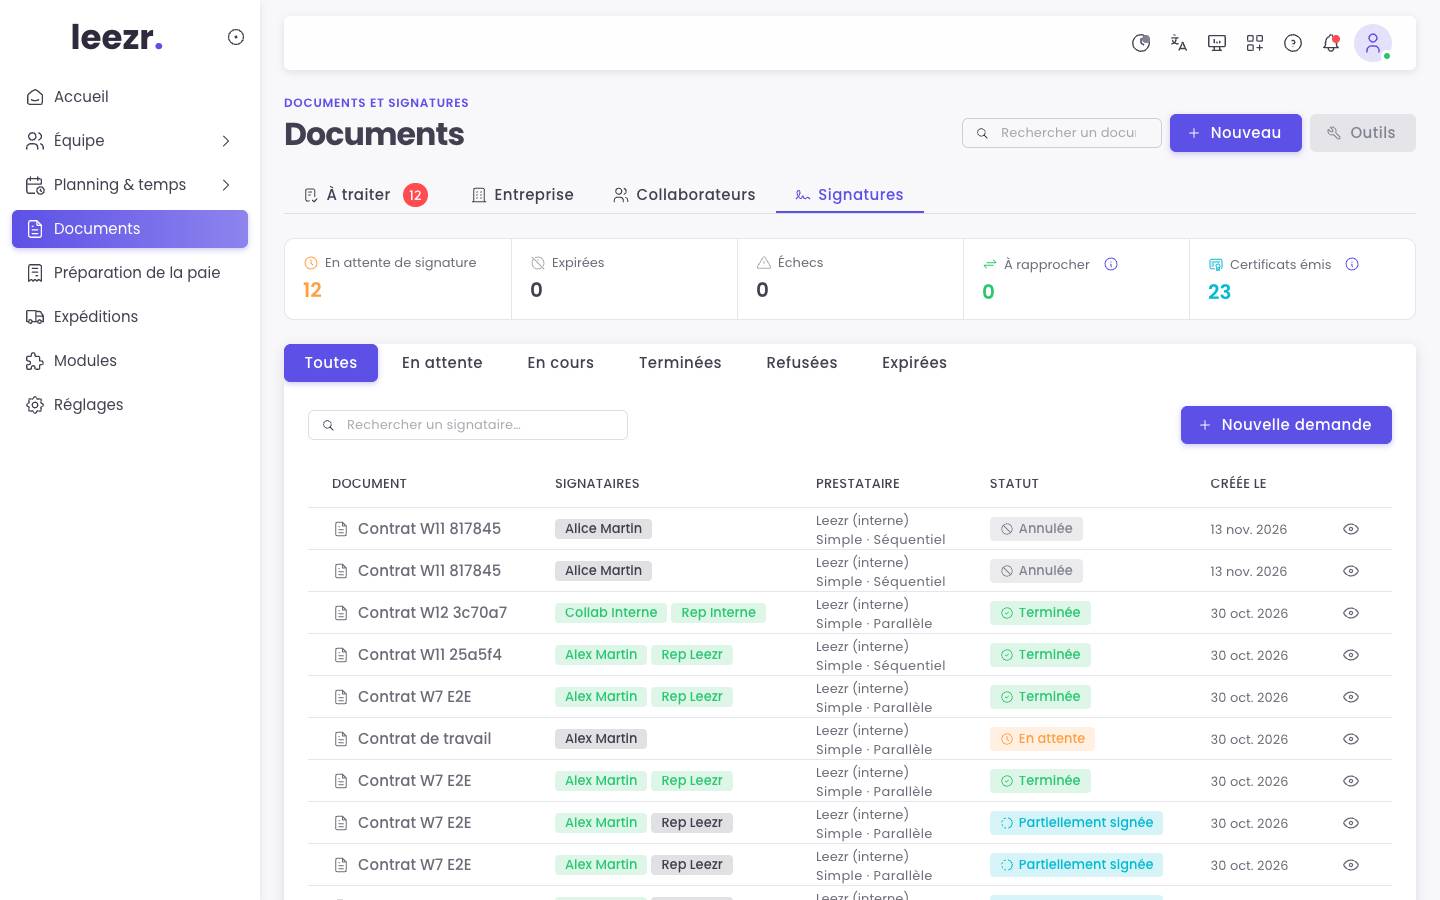 leezr.
Accueil
Équipe
Planning & temps
Documents
Préparation de la paie
Expéditions
Modules
Réglages
DOCUMENTS ET SIGNATURES
Documents
Rechercher un docu
Nouveau
Outils
À traiter 12
Entreprise
Collaborateurs
Signatures
En attente de signature
12
Expirées
0
Échecs
0
À rapprocher
0
Certificats émis
23
Toutes
En attente
En cours
Terminées
Refusées
Expirées
Rechercher un signataire...
Nouvelle demande
DOCUMENT SIGNATAIRES PRESTATAIRE STATUT CRÉÉE LE
Contrat W11 817845 Alice Martin Leezr (interne) Annulée 13 nov. 2026
Simple · Séquentiel
Contrat W11 817845 Alice Martin Leezr (interne) Annulée 13 nov. 2026
Simple · Séquentiel
Contrat W12 3c70a7 Collab Interne Rep Interne Leezr (interne) Terminée 30 oct. 2026
Simple · Parallèle
Contrat W11 25a5f4 Alex Martin Rep Leezr Leezr (interne) Terminée 30 oct. 2026
Simple · Séquentiel
Contrat W7 E2E Alex Martin Rep Leezr Leezr (interne) Terminée 30 oct. 2026
Simple · Parallèle
Contrat de travail Alex Martin Leezr (interne) En attente 30 oct. 2026
Simple · Parallèle
Contrat W7 E2E Alex Martin Rep Leezr Leezr (interne) Terminée 30 oct. 2026
Simple · Parallèle
Contrat W7 E2E Alex Martin Rep Leezr Leezr (interne) Partiellement signée 30 oct. 2026
Simple · Parallèle
Contrat W7 E2E Alex Martin Rep Leezr Leezr (interne) Partiellement signée 30 oct. 2026
Simple · Parallèle
Leezr (interne)